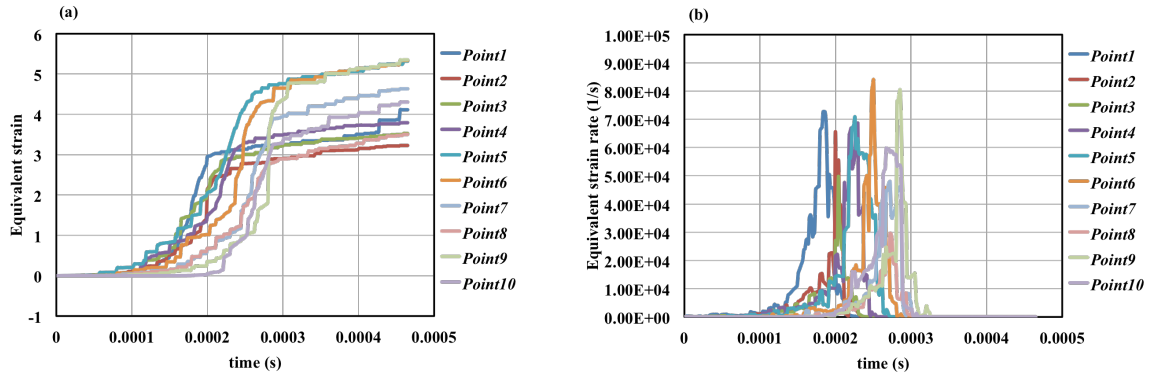 (a)
Equivalent strain
6
5
4
3
2
1
0
-1
0
0.0001
0.0002
0.0003
0.0004
0.0005
time (s)
Point1
Point2
Point3
Point4
Point5
Point6
Point7
Point8
Point9
Point10
(b)
Equivalent strain rate (1/s)
1.00E+05
9.00E+04
8.00E+04
7.00E+04
6.00E+04
5.00E+04
4.00E+04
3.00E+04
2.00E+04
1.00E+04
0.00E+00
0
0.0001
0.0002
0.0003
0.0004
0.0005
time (s)
Point1
Point2
Point3
Point4
Point5
Point6
Point7
Point8
Point9
Point10